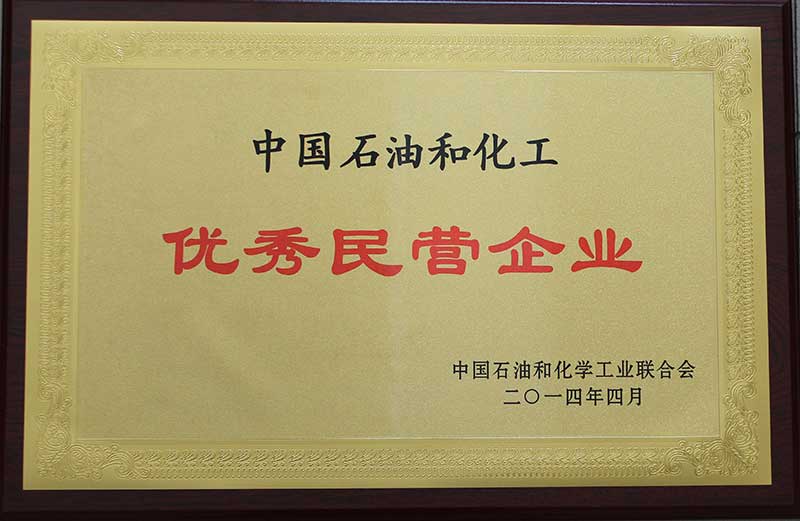 中国石油和化工
优秀民营企业
中国石油和化学工业联合会
二〇一四年四月